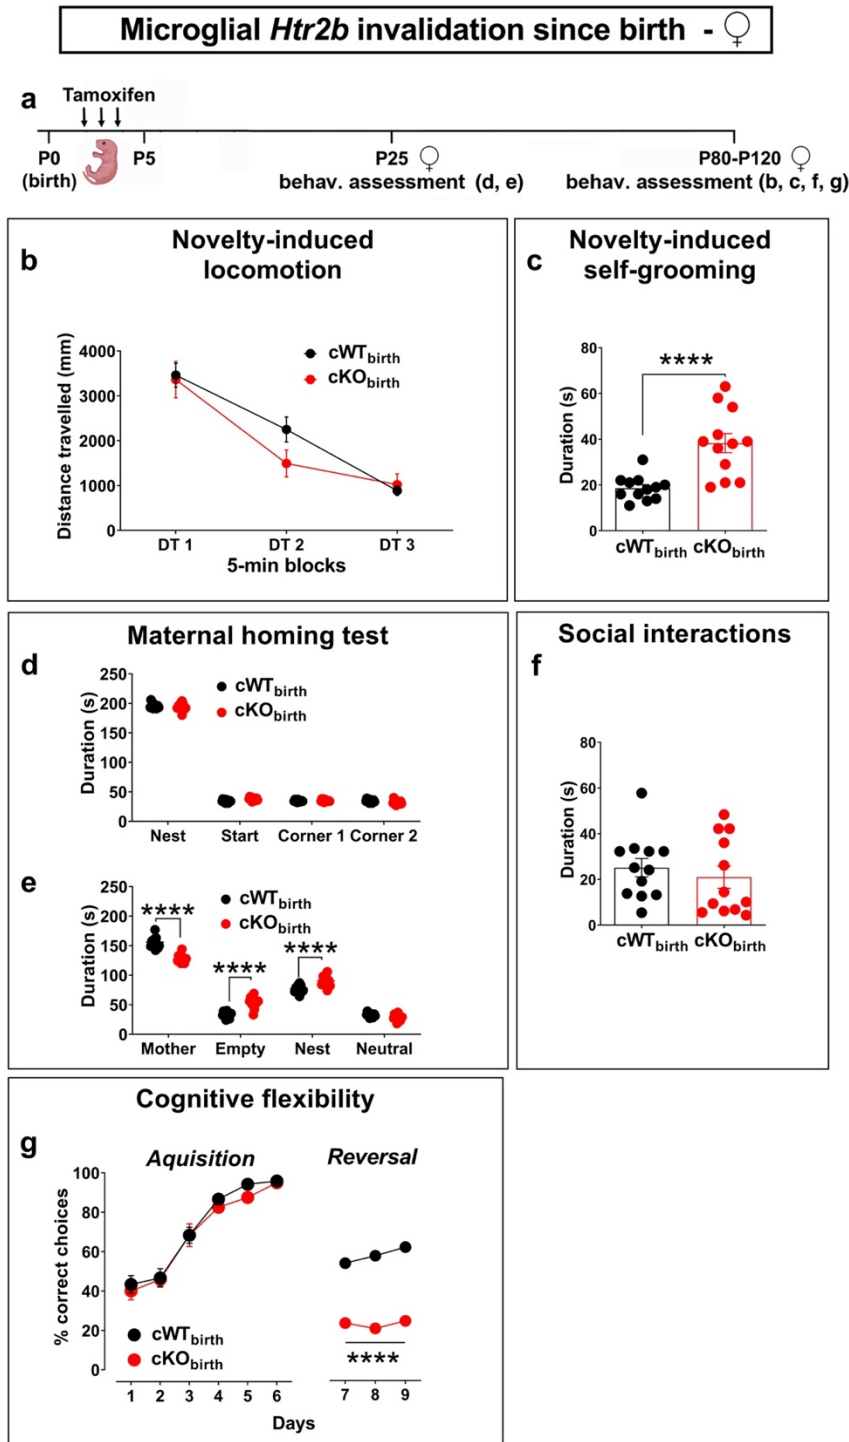 Microglial Htr2b invalidation since birth - ♀
a
Tamoxifen
P0
(birth)
P5
P25 ♀
behav. assessment (d, e)
P80-P120 ♀
behav. assessment (b, c, f, g)
b
Novelty-induced
locomotion
Distance travelled (mm)
4000
3000
2000
1000
0
cWTbirth
cKObirth
DT 1 DT 2 DT 3
5-min blocks
c
Novelty-induced
self-grooming
Duration (s)
80
60
40
20
0
****
cWTbirth cKObirth
Maternal homing test
d
Duration (s)
250
200
150
100
50
0
cWTbirth
cKObirth
Nest Start Corner 1 Corner 2
e
Duration (s)
250
200
150
100
50
0
cWTbirth
cKObirth
****
****
****
Mother Empty Nest Neutral
Social interactions
f
Duration (s)
80
60
40
20
0
cWTbirth cKObirth
Cognitive flexibility
g
Aquisition Reversal
% correct choices
100
80
60
40
20
0
cWTbirth
cKObirth
****
1 2 3 4 5 6 7 8 9
Days